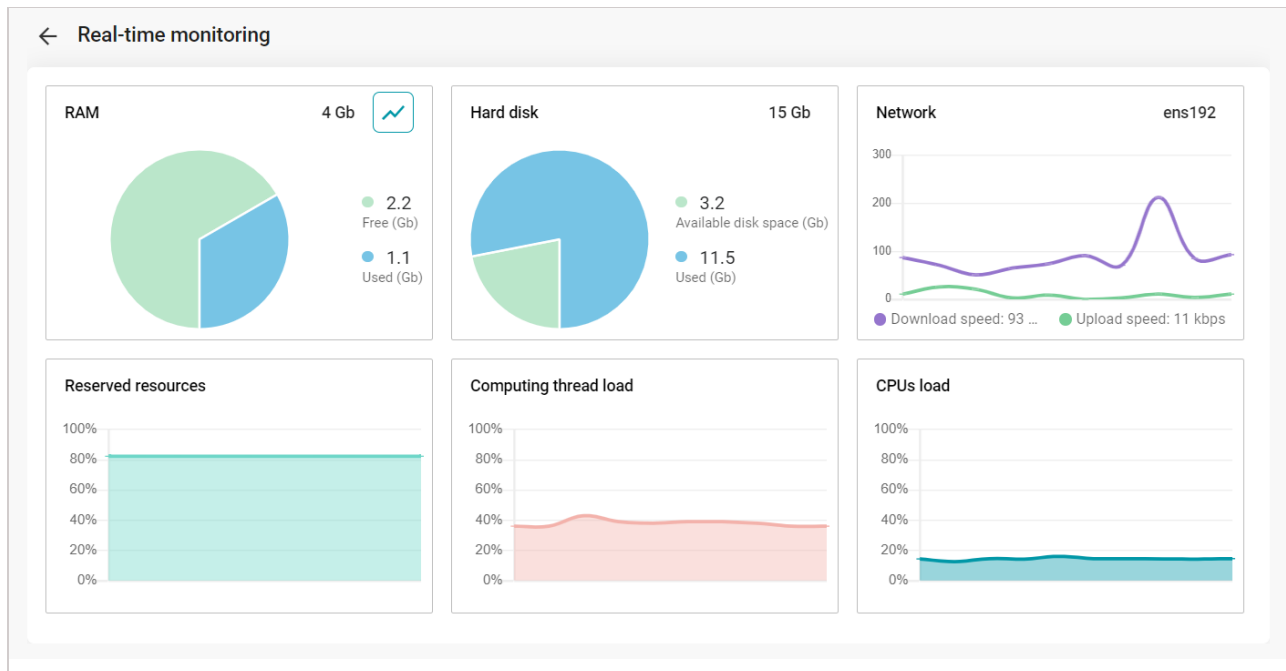 Real-time monitoring
RAM 4 Gb
2.2
Free (Gb)
1.1
Used (Gb)
Hard disk 15 Gb
3.2
Available disk space (Gb)
11.5
Used (Gb)
Network ens192
300
200
100
0
Download speed: 93 ... Upload speed: 11 kbps
Reserved resources
100%
80%
60%
40%
20%
0%
Computing thread load
100%
80%
60%
40%
20%
0%
CPUs load
100%
80%
60%
40%
20%
0%